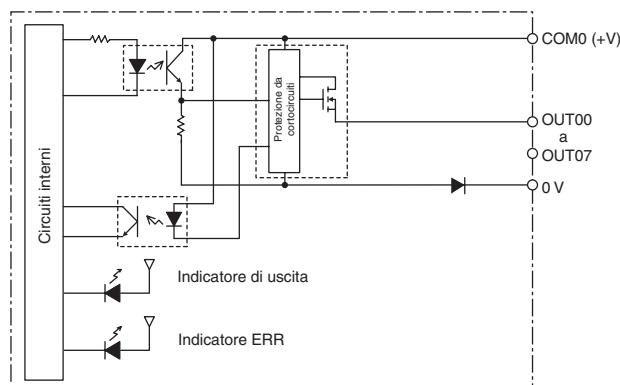 COM0 (+V)
Protezione da
cortocircuiti
OUT00
a
OUT07
0 V
Circuiti interni
Indicatore di uscita
Indicatore ERR